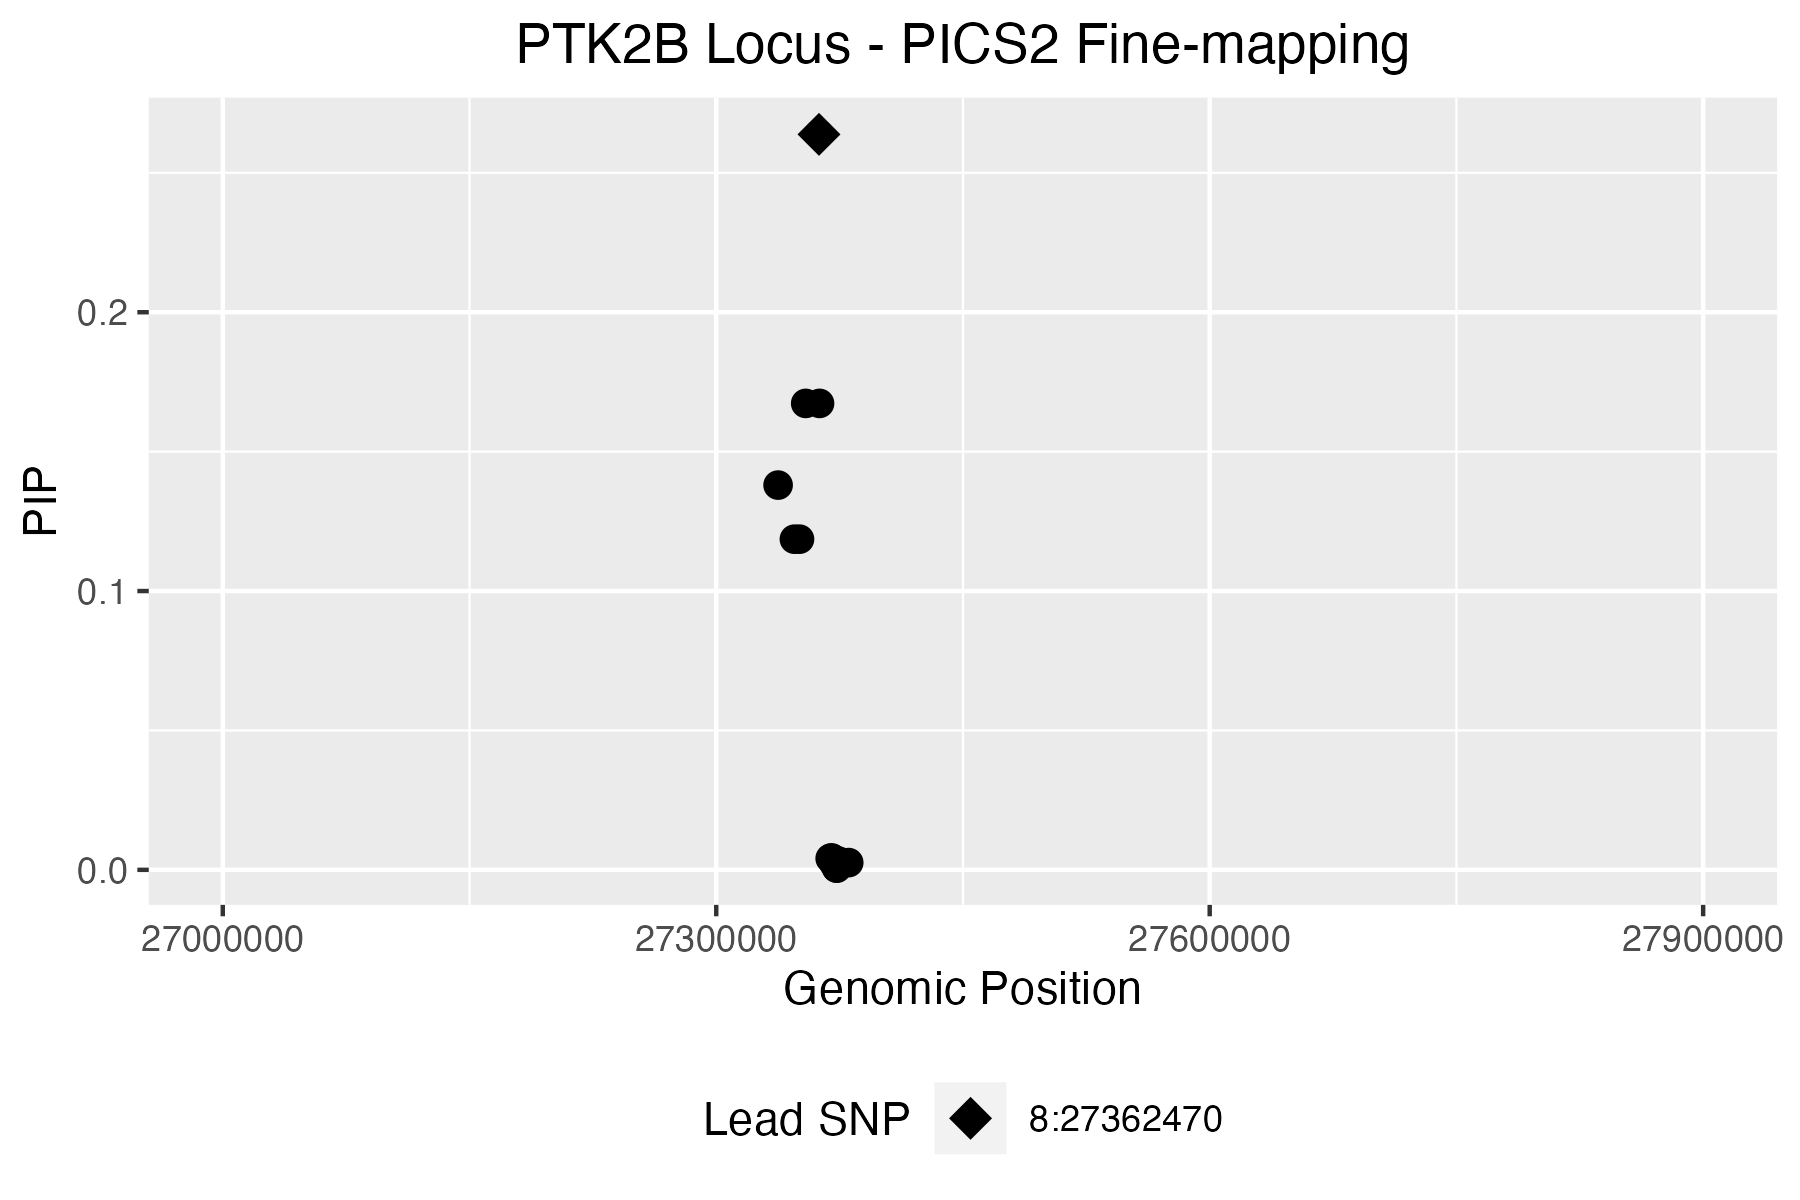 PTK2B Locus - PICS2 Fine-mapping
PIP
0.2
0.1
0.0
27000000 27300000 27600000 27900000
Genomic Position
Lead SNP 8:27362470